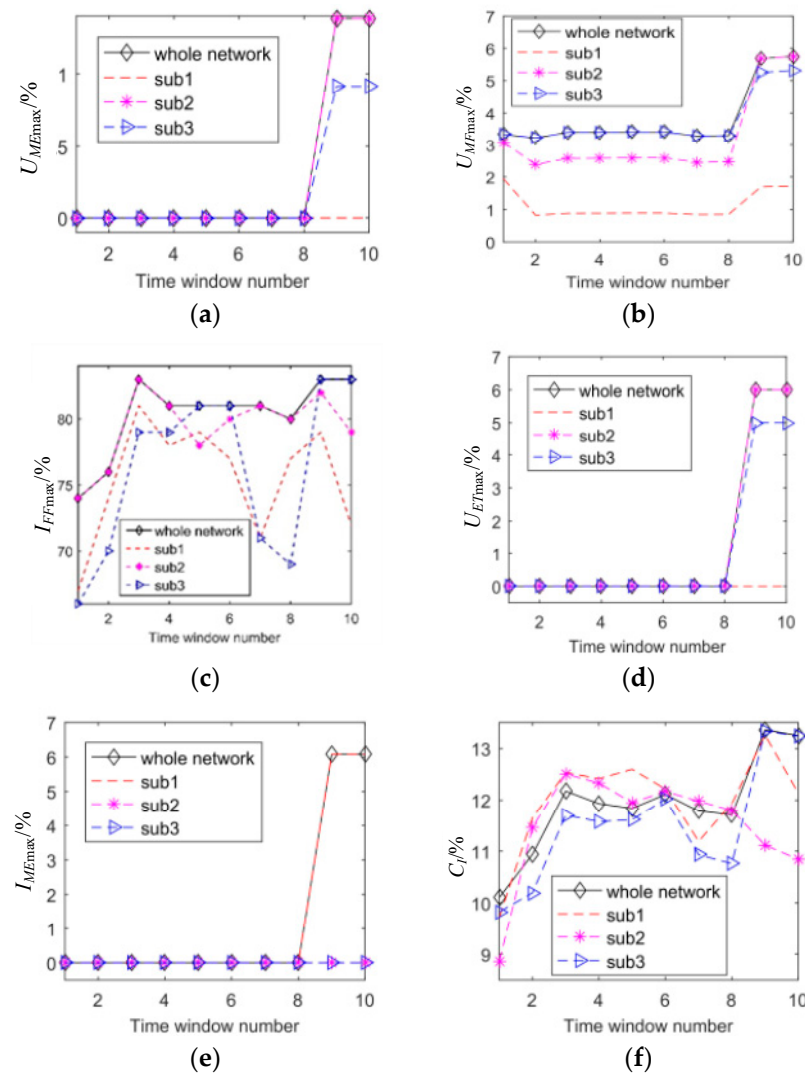 1
.5
0
U_MEmax/%
whole network
sub1
sub2
sub3
2 4 6 8 10
Time window number
(a)
7
6
5
4
3
2
1
0
U_MFmax/%
whole network
sub1
sub2
sub3
2 4 6 8 10
Time window number
(b)
80
75
70
I_FFmax/%
whole network
sub1
sub2
sub3
2 4 6 8 10
Time window number
(c)
7
6
5
4
3
2
1
0
U_ETmax/%
whole network
sub1
sub2
sub3
2 4 6 8 10
Time window number
(d)
7
6
5
4
3
2
1
0
I_MEmax/%
whole network
sub1
sub2
sub3
2 4 6 8 10
Time window number
(e)
13
12
11
10
9
C_l/%
whole network
sub1
sub2
sub3
2 4 6 8 10
Time window number
(f)